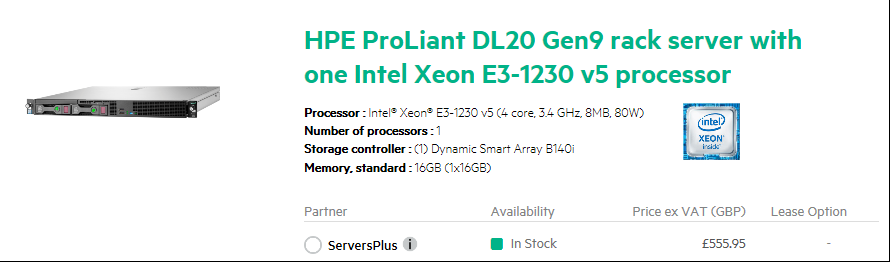 HPE ProLiant DL20 Gen9 rack server with
one Intel Xeon E3-1230 v5 processor
Processor : Intel® Xeon® E3-1230 v5 (4 core, 3.4 GHz, 8MB, 80W)
Number of processors : 1
Storage controller : (1) Dynamic Smart Array B140i
Memory, standard : 16GB (1x16GB)
intel
XEON®
inside™
Partner Availability Price ex VAT (GBP) Lease Option
ServersPlus i In Stock £555.95 -